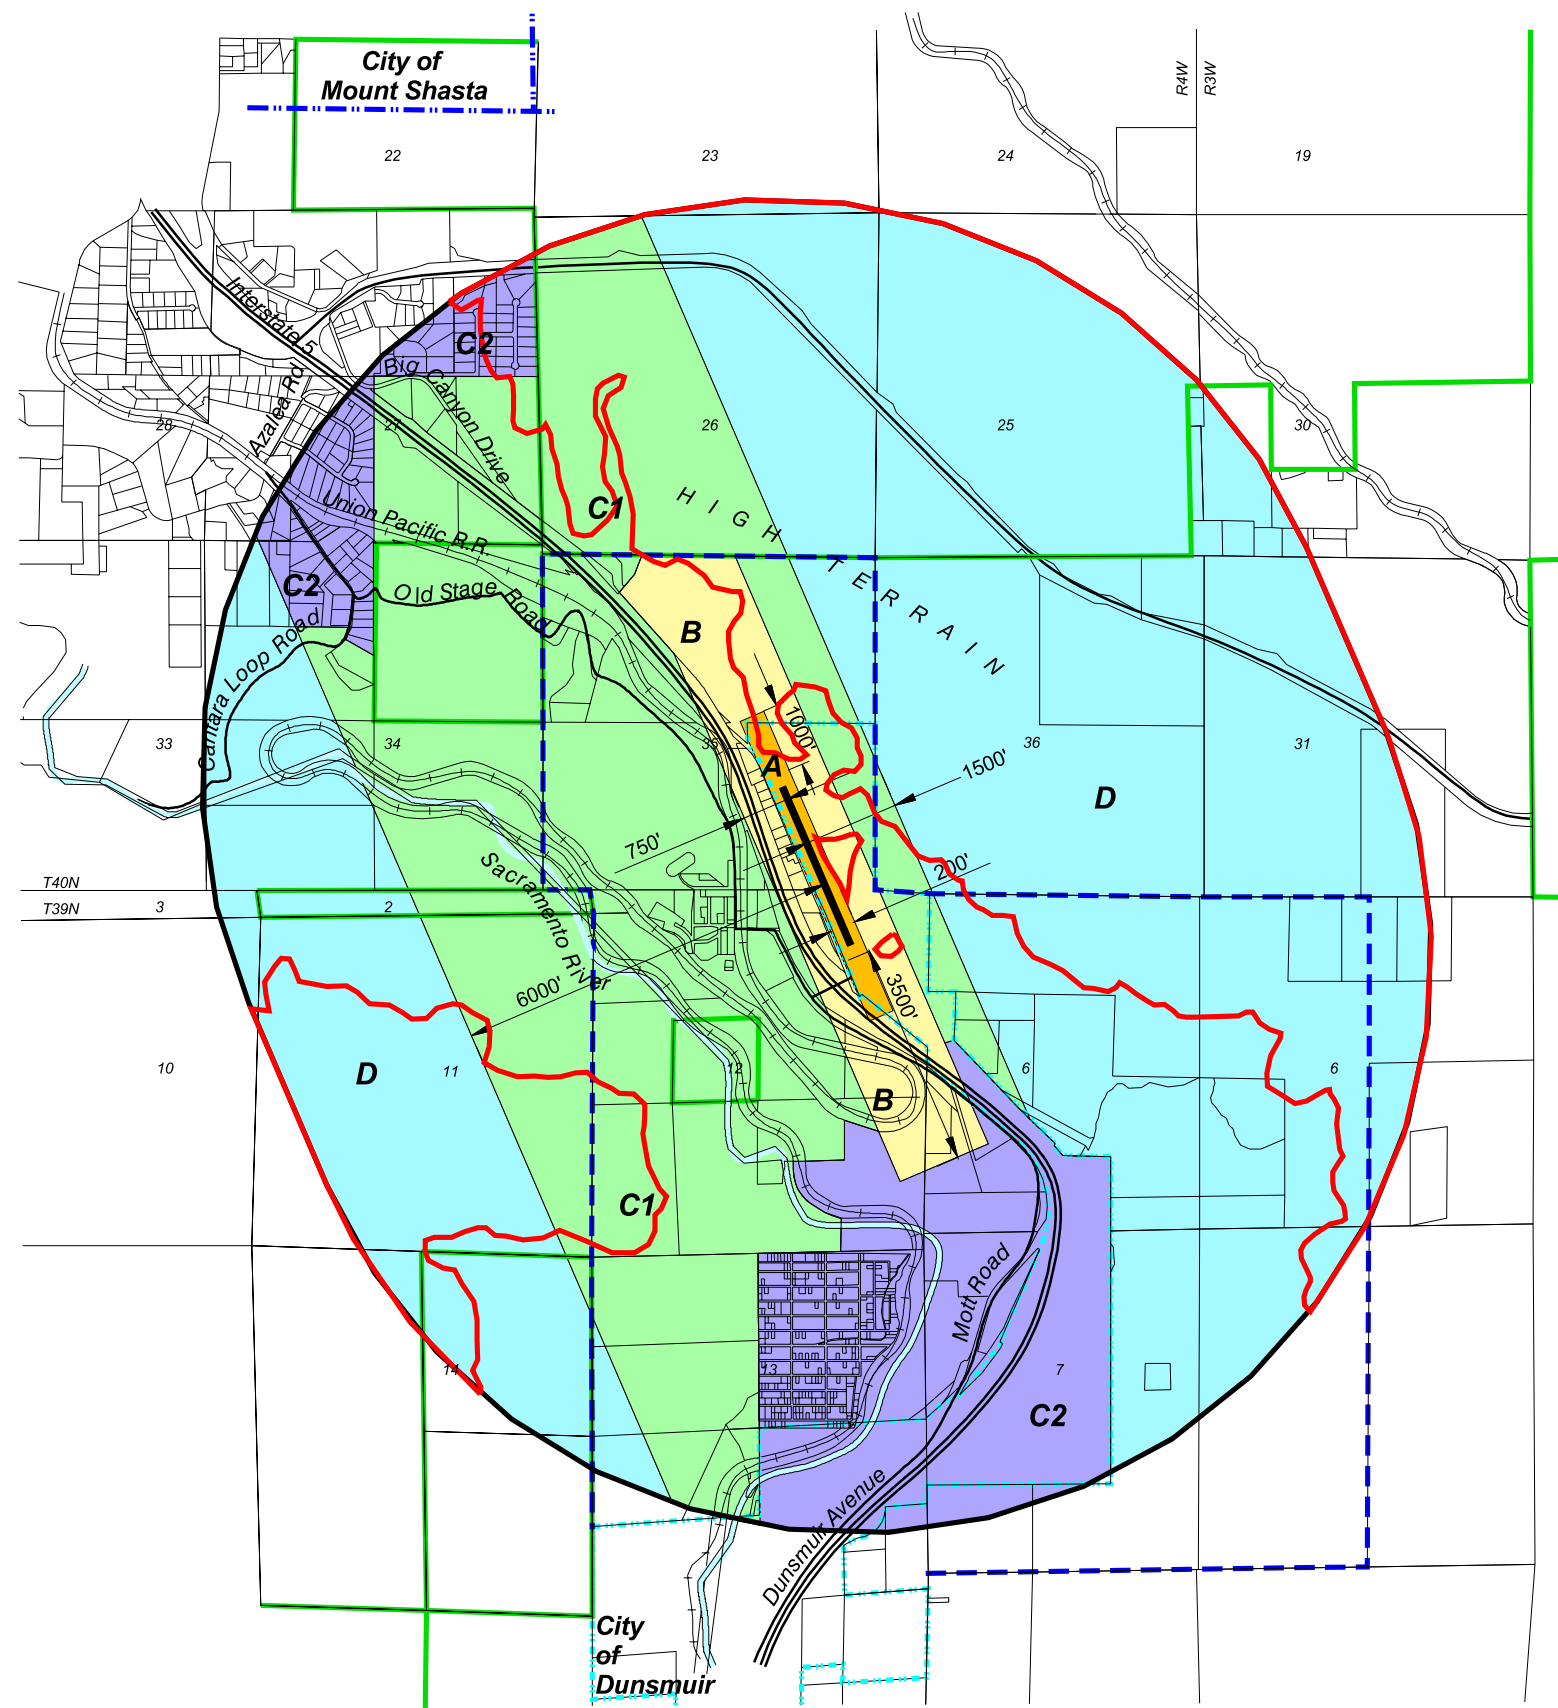 City of
Mount Shasta
R4W
R3W
22
23
24
19
Interstate 5
C2
Big Canyon Drive
Azalea Rd
28
27
26
25
30
C1
HIGH TERRAIN
Union Pacific R.R.
Old Stage Road
C2
B
Cantara Loop Road
33
34
35
1000'
36
31
A
1500'
D
750'
200'
Sacramento River
T40N
T39N
3
2
6000'
3500'
10
D
11
12
6
6
B
C1
Mott Road
14
13
7
C2
Dunsmuir Avenue
City
of
Dunsmuir